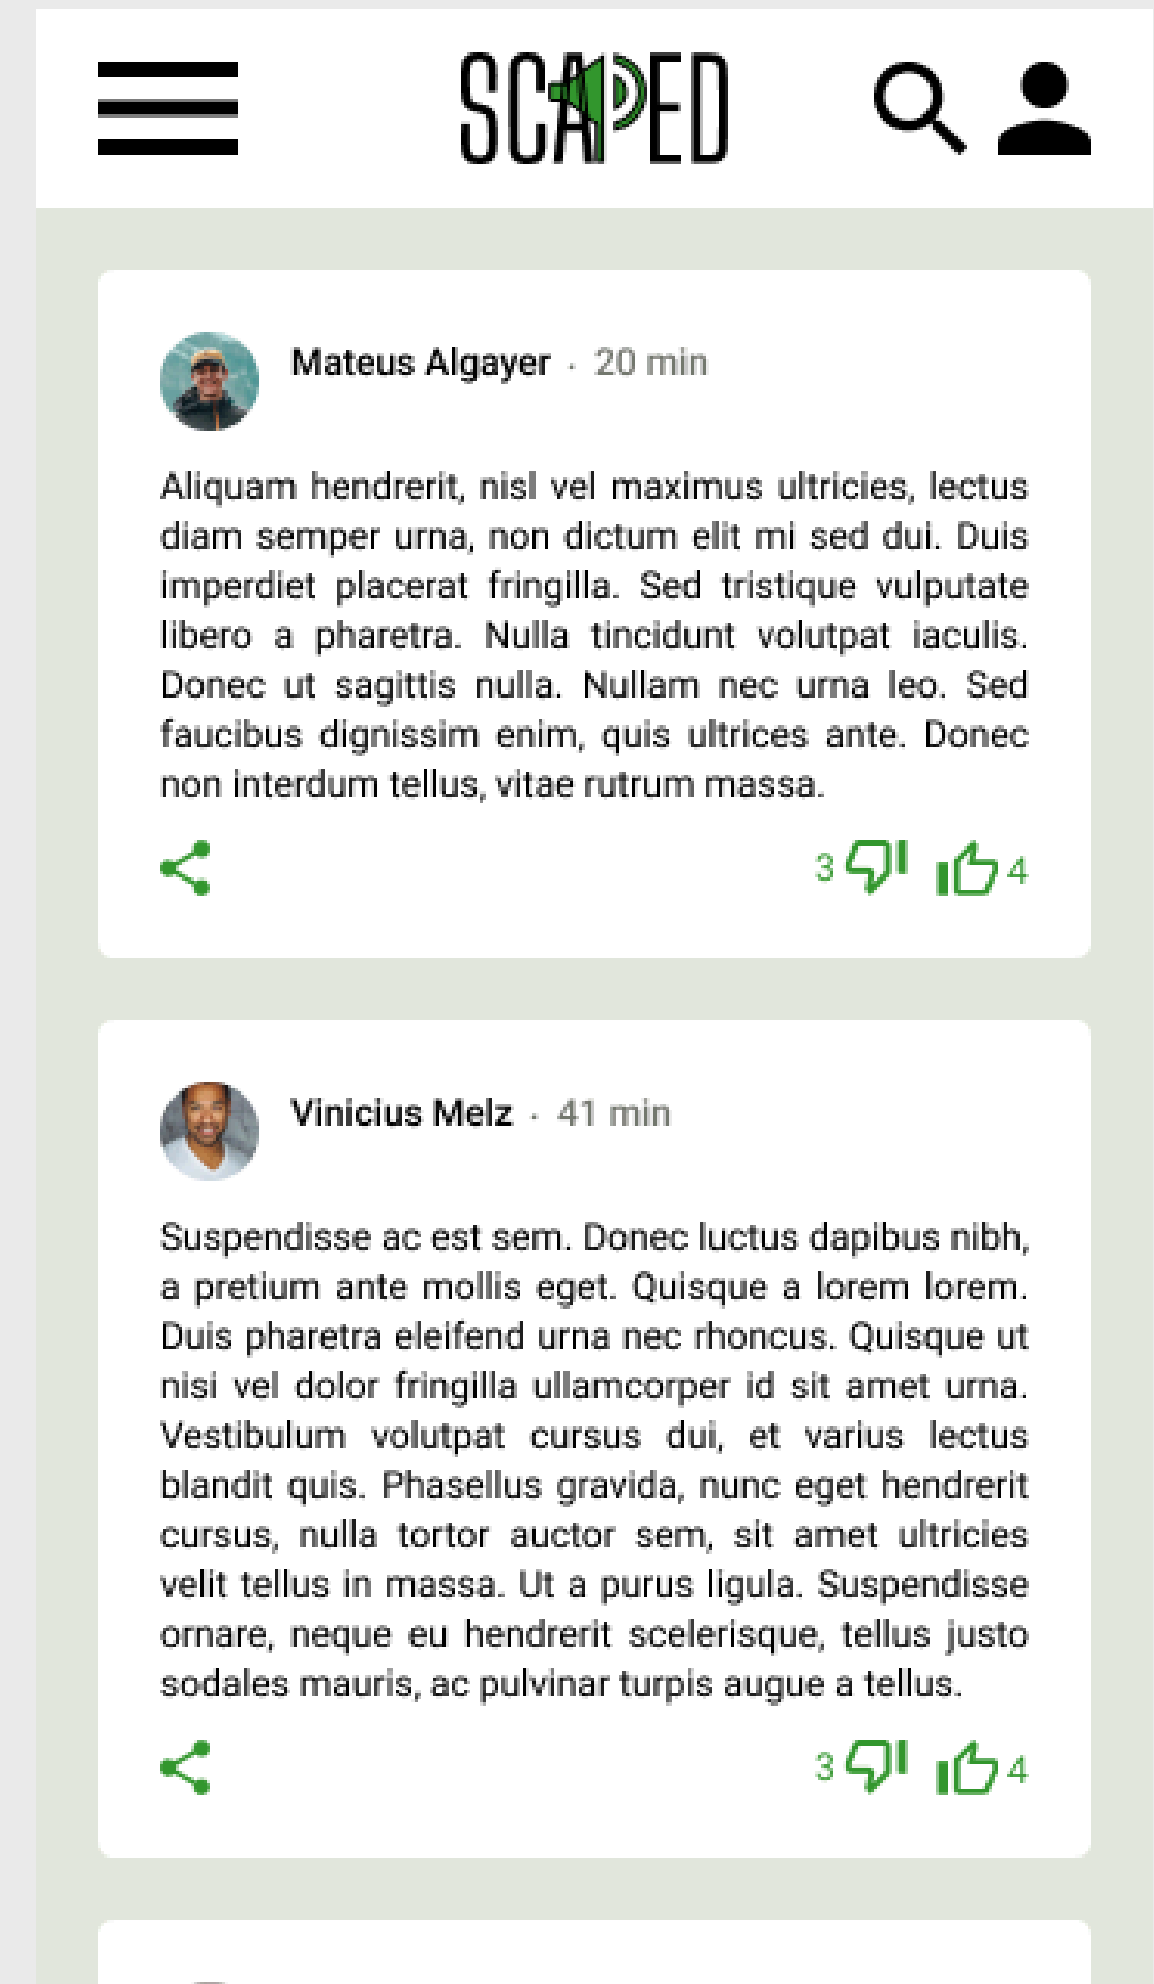 SCAPED
Mateus Algayer · 20 min
Aliquam hendrerit, nisl vel maximus ultricies, lectus
diam semper urna, non dictum elit mi sed dui. Duis
imperdiet placerat fringilla. Sed tristique vulputate
libero a pharetra. Nulla tincidunt volutpat iaculis.
Donec ut sagittis nulla. Nullam nec urna leo. Sed
faucibus dignissim enim, quis ultrices ante. Donec
non interdum tellus, vitae rutrum massa.
3 4
Vinicius Melz · 41 min
Suspendisse ac est sem. Donec luctus dapibus nibh,
a pretium ante mollis eget. Quisque a lorem lorem.
Duis pharetra eleifend urna nec rhoncus. Quisque ut
nisi vel dolor fringilla ullamcorper id sit amet urna.
Vestibulum volutpat cursus dui, et varius lectus
blandit quis. Phasellus gravida, nunc eget hendrerit
cursus, nulla tortor auctor sem, sit amet ultricies
velit tellus in massa. Ut a purus ligula. Suspendisse
ornare, neque eu hendrerit scelerisque, tellus justo
sodales mauris, ac pulvinar turpis augue a tellus.
3 4